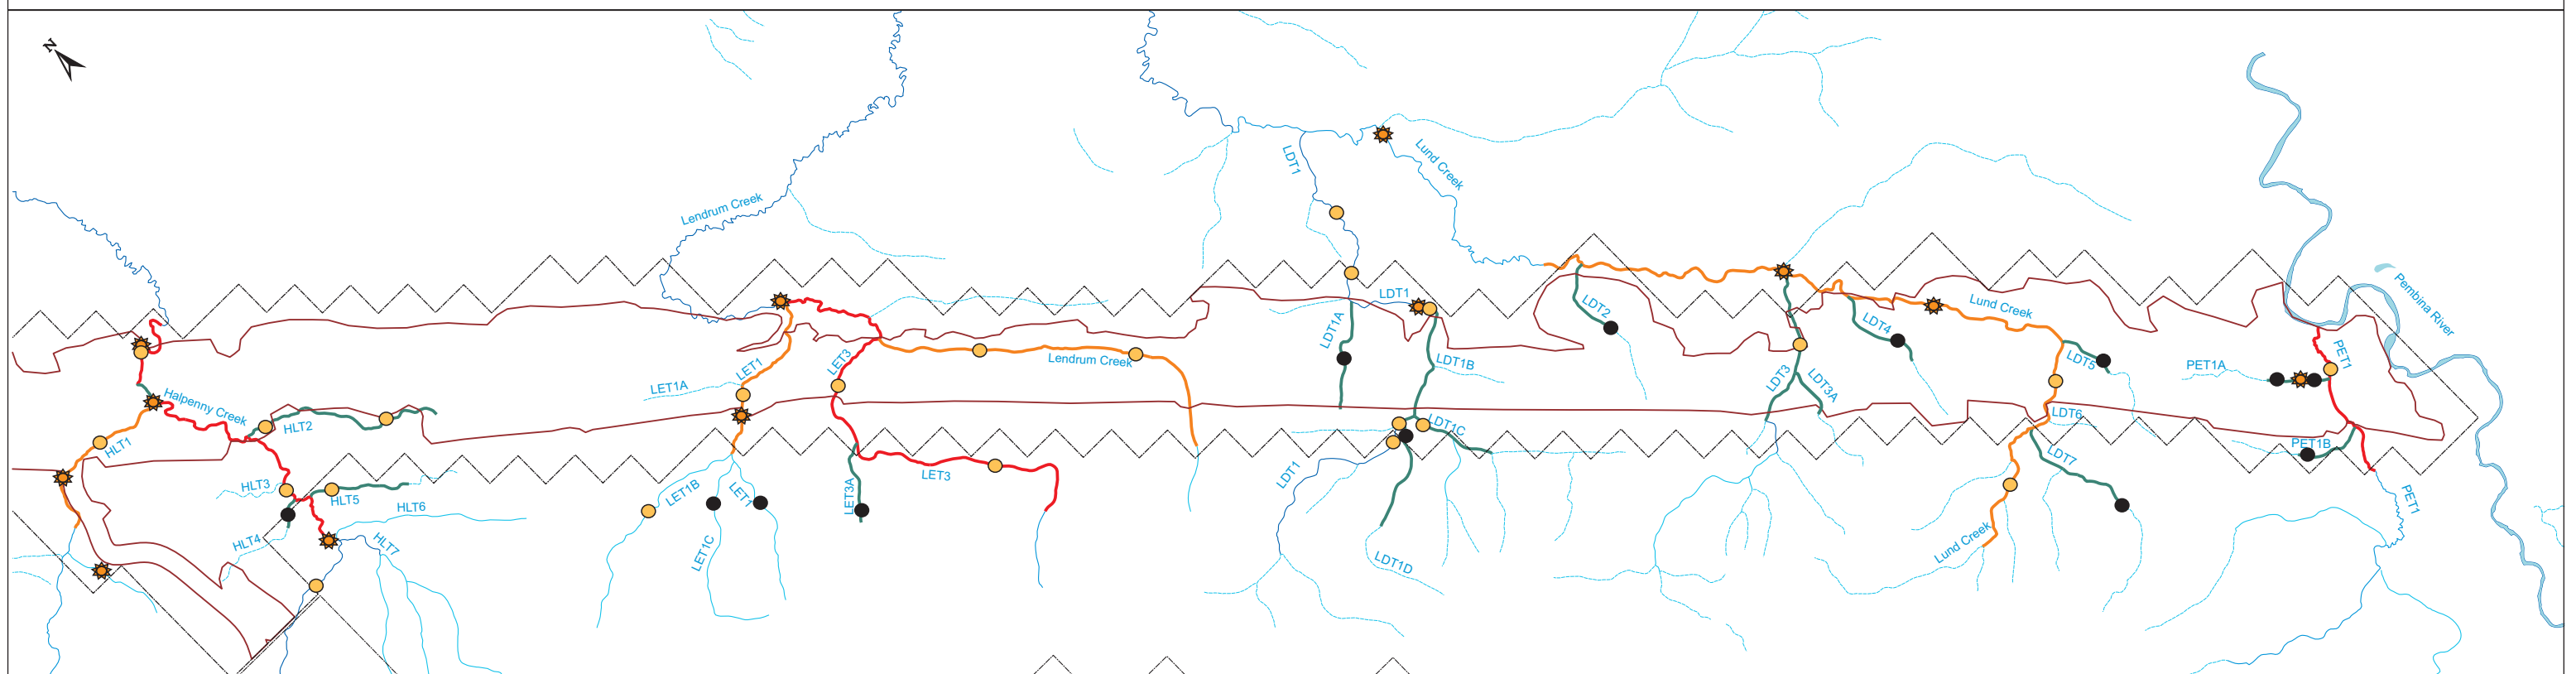 N
Lendrum Creek
LDT1
Lund Creek
Pembina River
LDT1
LDT2
Lund Creek
LDT1A
LDT4
LET3
LET1
Lendrum Creek
LDT1B
LDT5
PET1A
PET1
LET1A
LDT3
LDT3A
Halpenny Creek
HLT2
LDT1C
LDT6
HLT1
PET1B
LDT7
LDT1
LET3
HLT3
HLT5
LET1B
LET1
LET3A
PET1
HLT6
HLT4
HLT7
LET1C
Lund Creek
LDT1D